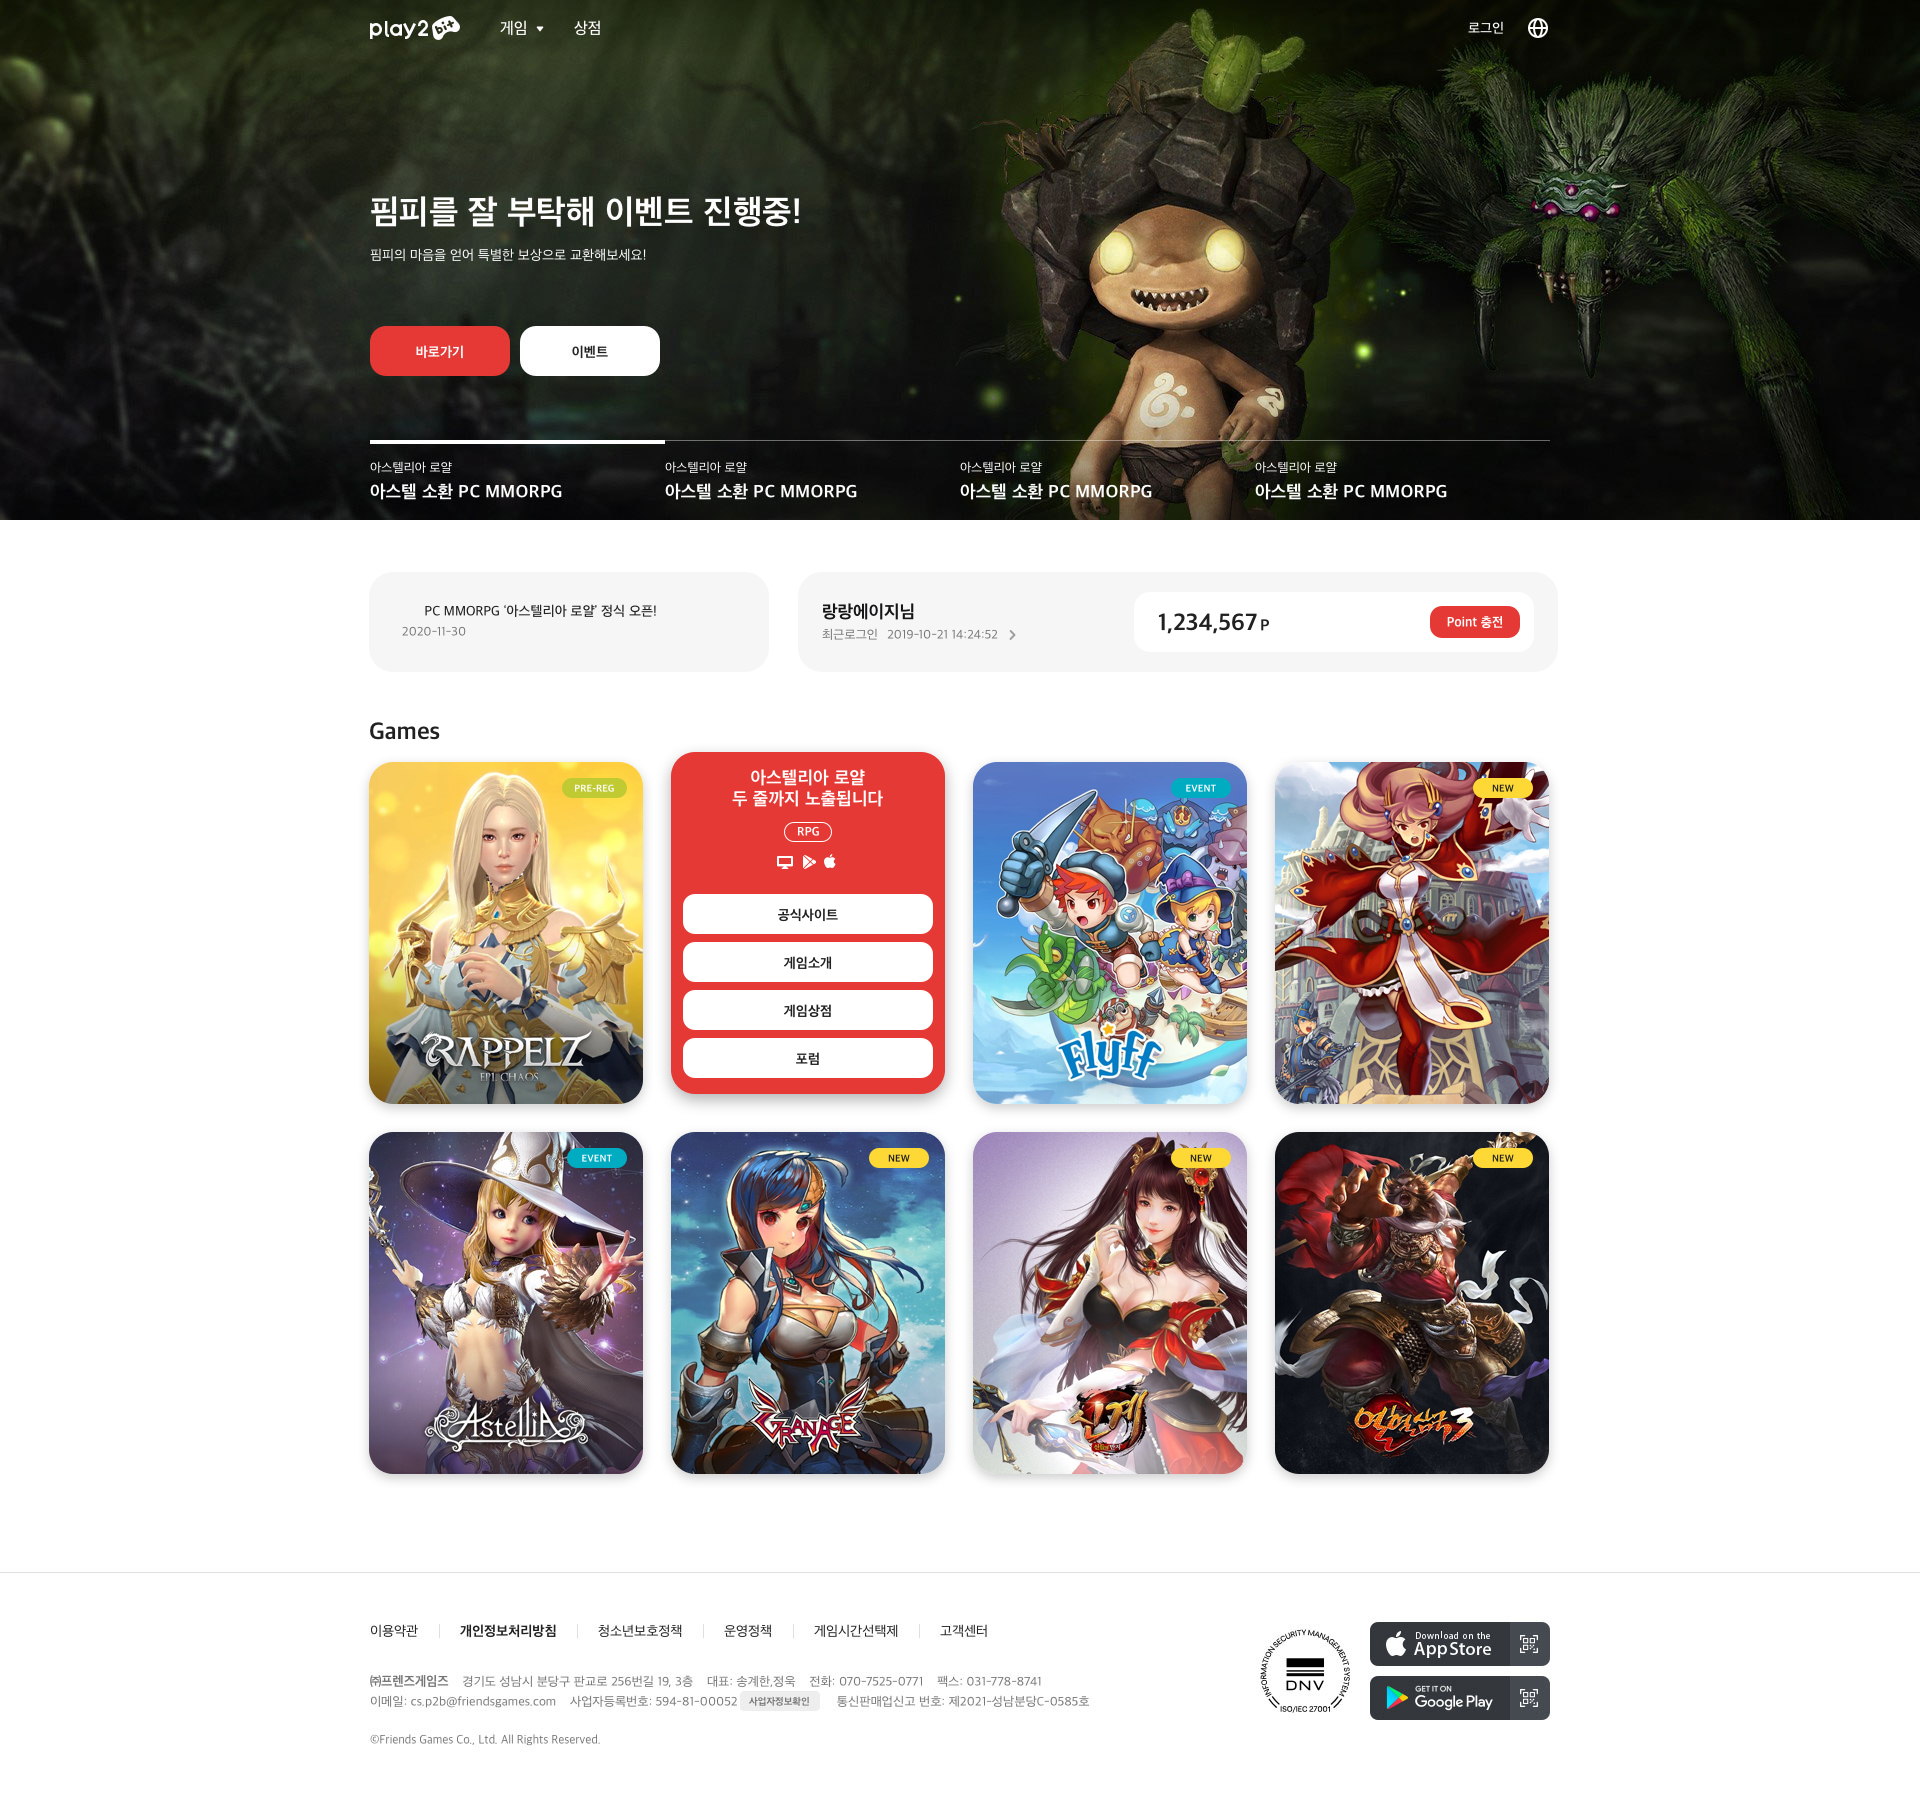 play2bit
게임
상점
로그인
핌피를 잘 부탁해 이벤트 진행중!
핌피의 마음을 얻어 특별한 보상으로 교환해보세요!
바로가기
이벤트
아스텔리아 로얄
아스텔 소환 PC MMORPG
아스텔리아 로얄
아스텔 소환 PC MMORPG
아스텔리아 로얄
아스텔 소환 PC MMORPG
아스텔리아 로얄
아스텔 소환 PC MMORPG
PC MMORPG ‘아스텔리아 로얄’ 정식 오픈!
2020-11-30
랑랑에이지님
최근로그인 2019-10-21 14:24:52
1,234,567 P
Point 충전
Games
PRE-REG
RAPPELZ
EP1. CHAOS
아스텔리아 로얄
두 줄까지 노출됩니다
RPG
공식사이트
게임소개
게임상점
포럼
EVENT
Flyff
NEW
EVENT
AstelliA
NEW
GRANAGE
NEW
신계
NEW
열혈삼국3
이용약관
개인정보처리방침
청소년보호정책
운영정책
게임시간선택제
고객센터
㈜프렌즈게임즈 경기도 성남시 분당구 판교로 256번길 19, 3층 대표: 송계한,정욱 전화: 070-7525-0771 팩스: 031-778-8741
이메일: cs.p2b@friendsgames.com 사업자등록번호: 594-81-00052 사업자정보확인 통신판매업신고 번호: 제2021-성남분당C-0585호
©Friends Games Co., Ltd. All Rights Reserved.
INFORMATION SECURITY MANAGEMENT SYSTEM
DNV
ISO/IEC 27001
Download on the
App Store
GET IT ON
Google Play